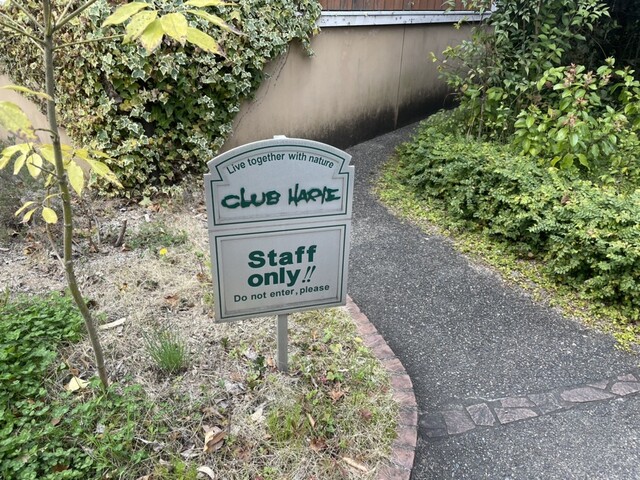 Live together with nature
CLUB HARIE
Staff
only!!
Do not enter, please